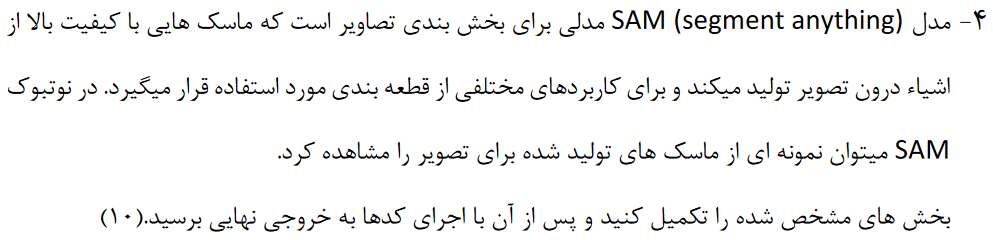 ۴- مدل SAM (segment anything) مدلی برای بخش بندی تصاویر است که ماسک هایی با کیفیت بالا از
اشیاء درون تصویر تولید میکند و برای کاربردهای مختلفی از قطعه بندی مورد استفاده قرار میگیرد. در نوتبوک
SAM میتوان نمونه ای از ماسک های تولید شده برای تصویر را مشاهده کرد.
بخش های مشخص شده را تکمیل کنید و پس از آن با اجرای کدها به خروجی نهایی برسید.(۱۰)